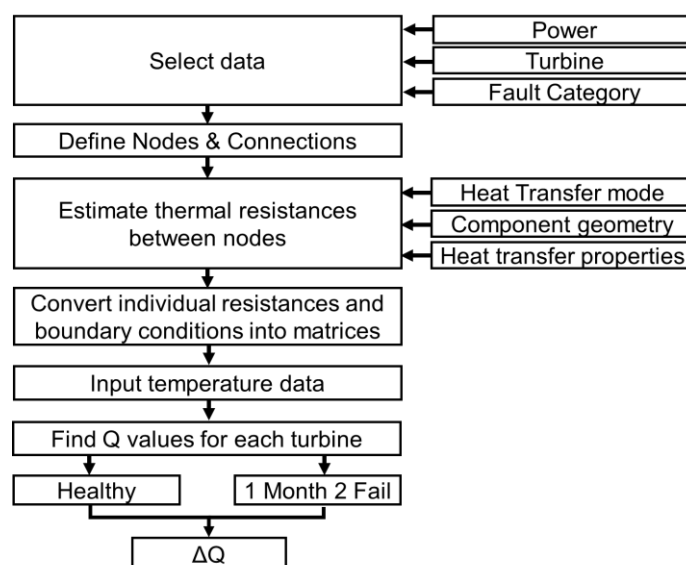 Select data
Power
Turbine
Fault Category
Define Nodes & Connections
Estimate thermal resistances
between nodes
Heat Transfer mode
Component geometry
Heat transfer properties
Convert individual resistances and
boundary conditions into matrices
Input temperature data
Find Q values for each turbine
Healthy
1 Month 2 Fail
ΔQ